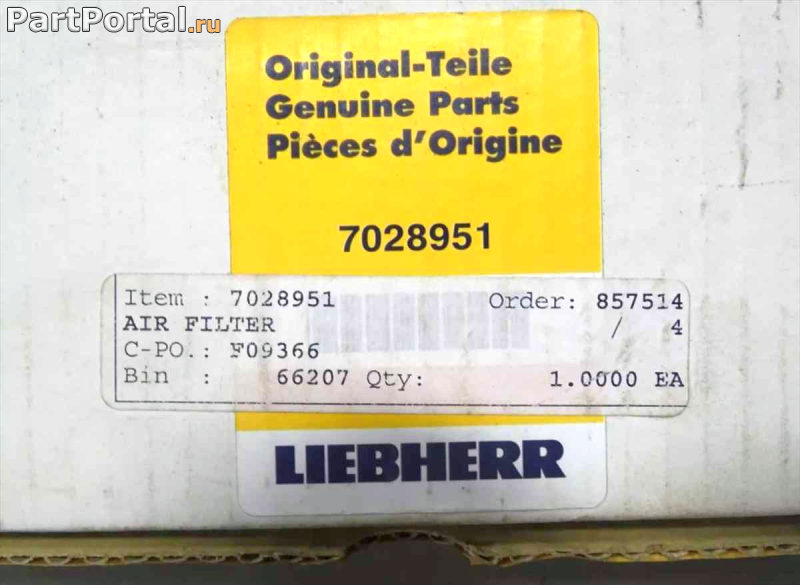 PartPortal.ru
Original-Teile
Genuine Parts
Pièces d'Origine
7028951
Item : 7028951 Order: 857514
AIR FILTER / 4
C-PO.: F09366
Bin : 66207 Qty: 1.0000 EA
LIEBHERR